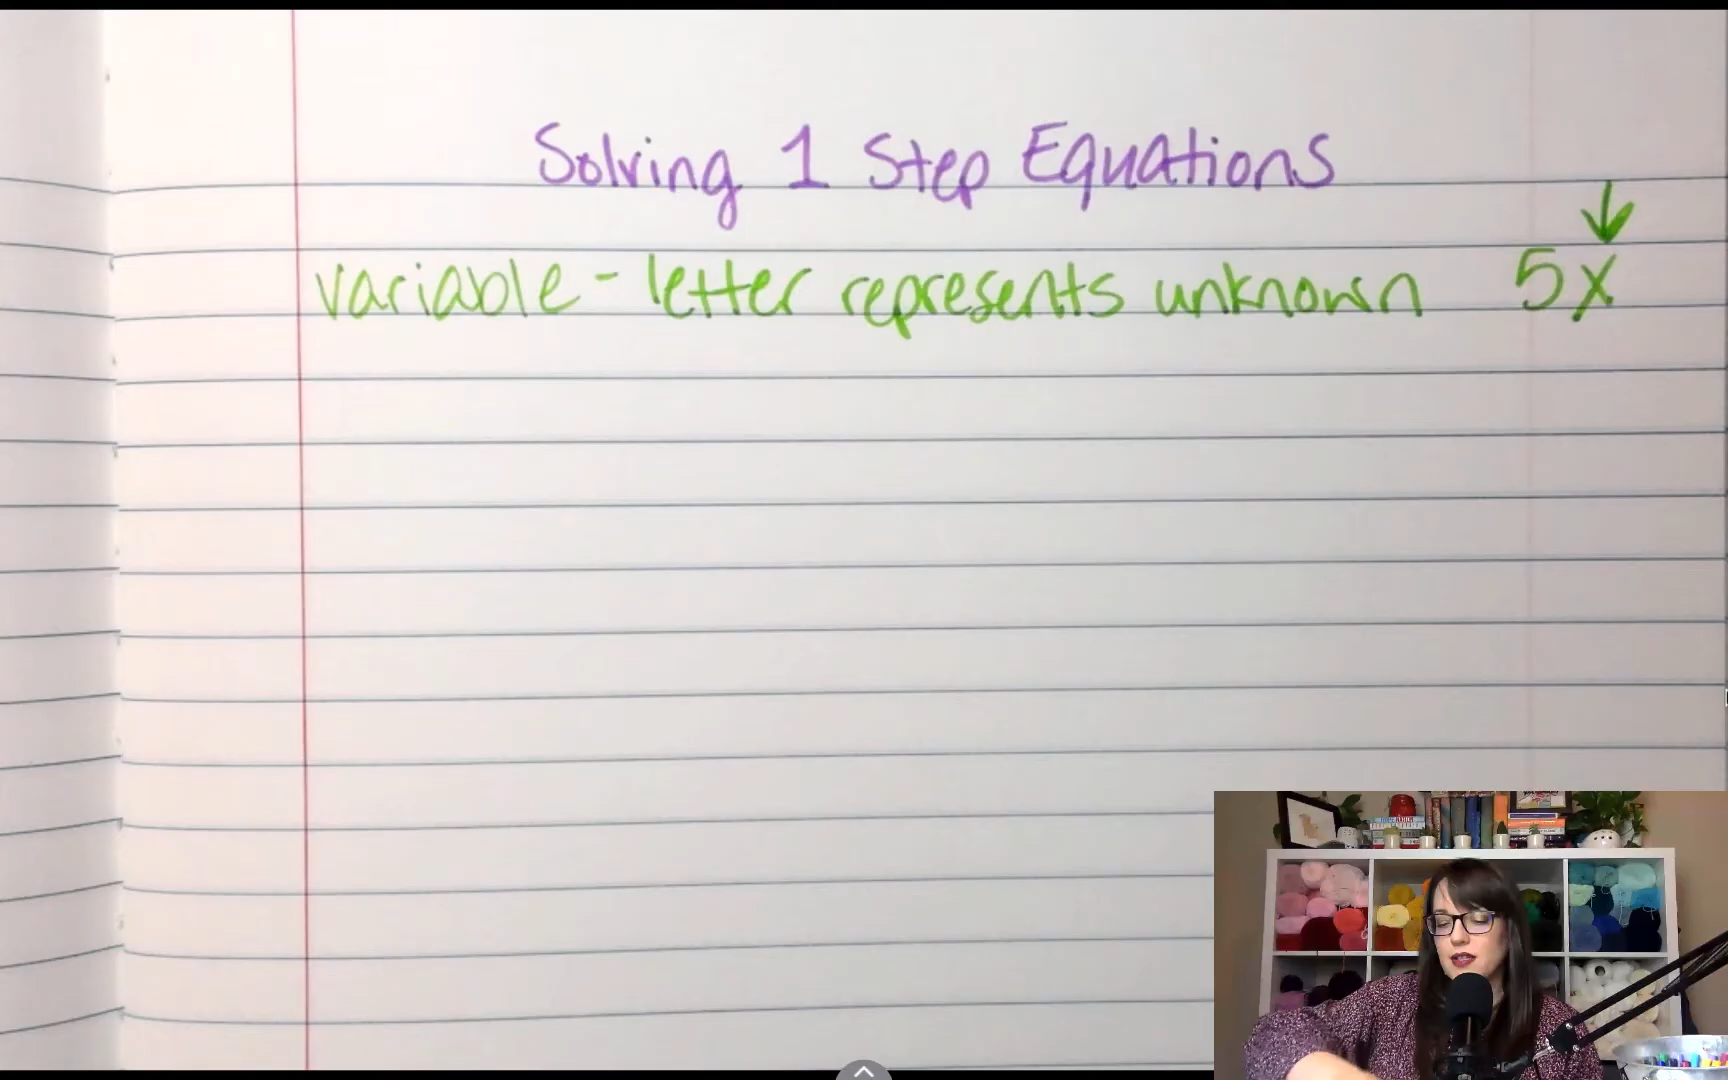 Solving 1 Step Equations
variable - letter represents unknown 5x